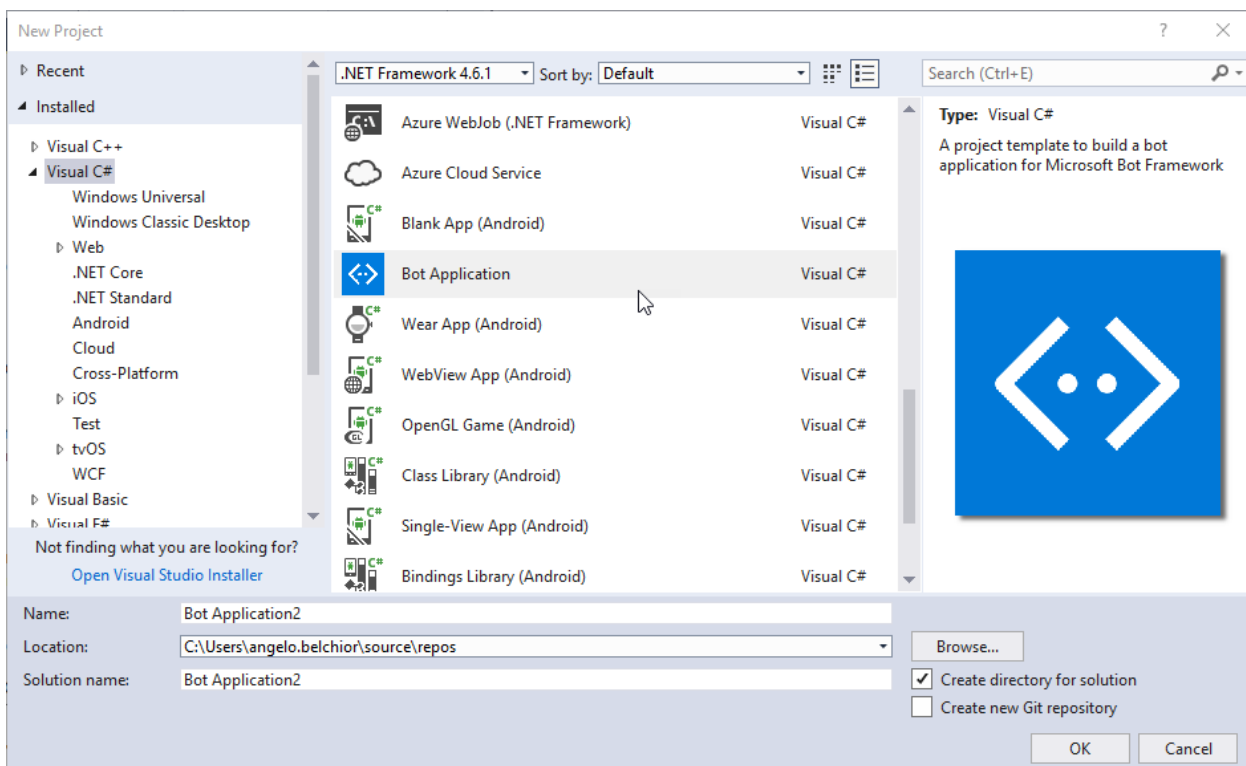 New Project
?
Recent
Installed
Visual C++
Visual C#
Windows Universal
Windows Classic Desktop
Web
.NET Core
.NET Standard
Android
Cloud
Cross-Platform
iOS
Test
tvOS
WCF
Visual Basic
Visual F#
Not finding what you are looking for?
Open Visual Studio Installer
.NET Framework 4.6.1 Sort by: Default
Azure WebJob (.NET Framework) Visual C#
Azure Cloud Service Visual C#
Blank App (Android) Visual C#
Bot Application Visual C#
Wear App (Android) Visual C#
WebView App (Android) Visual C#
OpenGL Game (Android) Visual C#
Class Library (Android) Visual C#
Single-View App (Android) Visual C#
Bindings Library (Android) Visual C#
Search (Ctrl+E)
Type: Visual C#
A project template to build a bot
application for Microsoft Bot Framework
Name: Bot Application2
Location: C:\Users\angelo.belchior\source\repos Browse...
Solution name: Bot Application2
Create directory for solution
Create new Git repository
OK Cancel